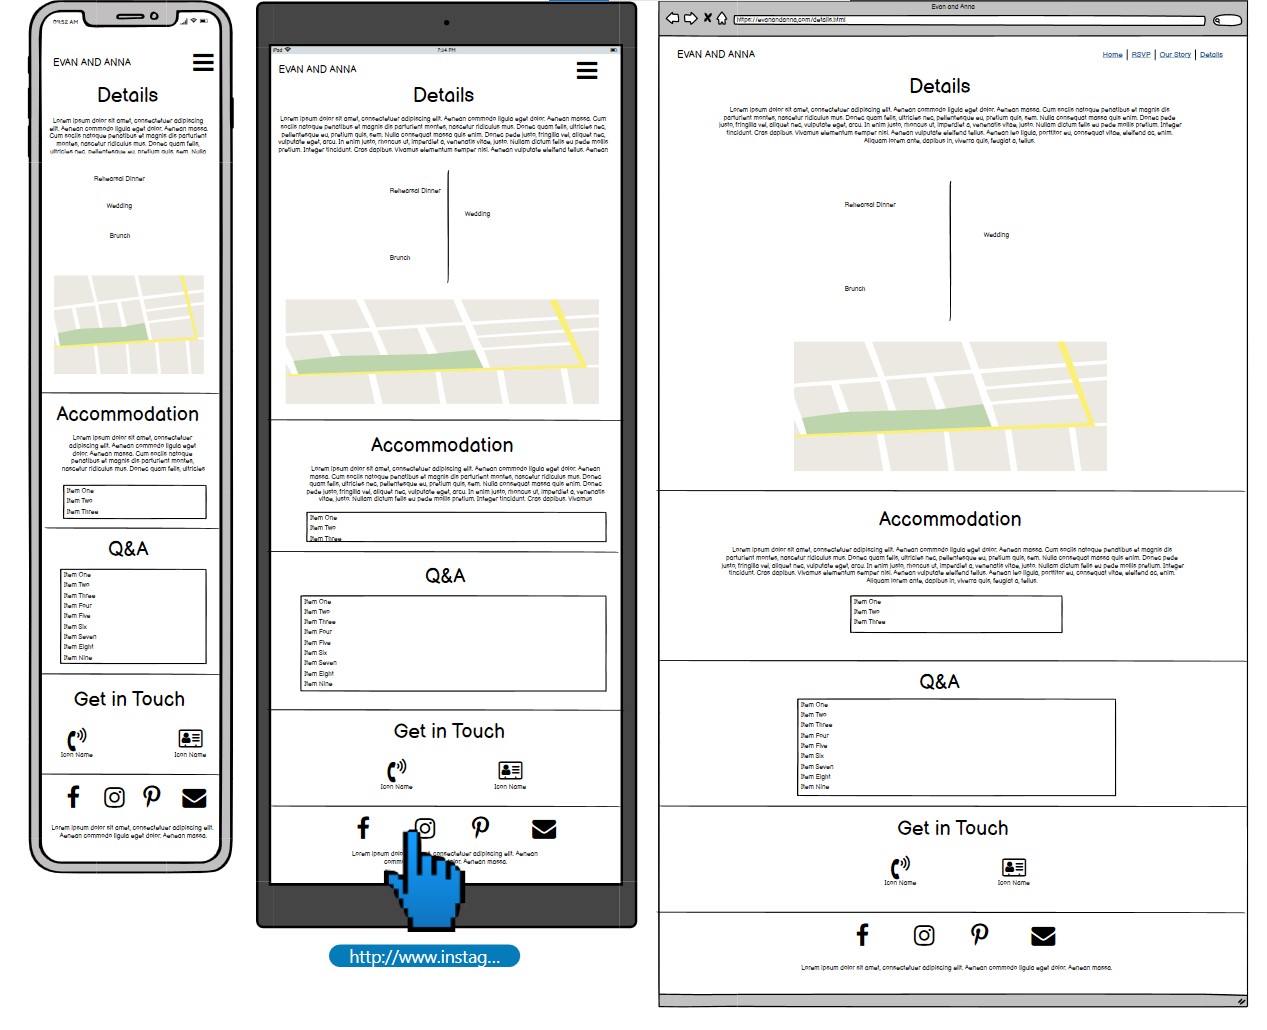 09:52 AM
EVAN AND ANNA
Details
Lorem ipsum dolor sit amet, consectetuer adipiscing
elit. Aenean commodo ligula eget dolor. Aenean massa.
Cum sociis natoque penatibus et magnis dis parturient
montes, nascetur ridiculus mus. Donec quam felis,
ultricies nec, pellentesque eu, pretium quis, sem. Nulla
Rehearsal Dinner
Wedding
Brunch
Accommodation
Lorem ipsum dolor sit amet, consectetuer
adipiscing elit. Aenean commodo ligula eget
dolor. Aenean massa. Cum sociis natoque
penatibus et magnis dis parturient montes,
nascetur ridiculus mus. Donec quam felis, ultricies
Item One
Item Two
Item Three
Q&A
Item One
Item Two
Item Three
Item Four
Item Five
Item Six
Item Seven
Item Eight
Item Nine
Get in Touch
Icon Name
Icon Name
Lorem ipsum dolor sit amet, consectetuer adipiscing elit.
Aenean commodo ligula eget dolor. Aenean massa.
iPad
7:14 PM
EVAN AND ANNA
Details
Lorem ipsum dolor sit amet, consectetuer adipiscing elit. Aenean commodo ligula eget dolor. Aenean massa. Cum
sociis natoque penatibus et magnis dis parturient montes, nascetur ridiculus mus. Donec quam felis, ultricies nec,
pellentesque eu, pretium quis, sem. Nulla consequat massa quis enim. Donec pede justo, fringilla vel, aliquet nec,
vulputate eget, arcu. In enim justo, rhoncus ut, imperdiet a, venenatis vitae, justo. Nullam dictum felis eu pede mollis
pretium. Integer tincidunt. Cras dapibus. Vivamus elementum semper nisi. Aenean vulputate eleifend tellus. Aenean
Rehearsal Dinner
Wedding
Brunch
Accommodation
Lorem ipsum dolor sit amet, consectetuer adipiscing elit. Aenean commodo ligula eget dolor. Aenean
massa. Cum sociis natoque penatibus et magnis dis parturient montes, nascetur ridiculus mus. Donec
quam felis, ultricies nec, pellentesque eu, pretium quis, sem. Nulla consequat massa quis enim. Donec
pede justo, fringilla vel, aliquet nec, vulputate eget, arcu. In enim justo, rhoncus ut, imperdiet a, venenatis
vitae, justo. Nullam dictum felis eu pede mollis pretium. Integer tincidunt. Cras dapibus. Vivamus
Item One
Item Two
Item Three
Q&A
Item One
Item Two
Item Three
Item Four
Item Five
Item Six
Item Seven
Item Eight
Item Nine
Get in Touch
Icon Name
Icon Name
Lorem ipsum adipiscing elit. Aenean
dolor. Aenean massa.
http://www.instag...
Evan and Anna
https://evanandanna.com/details.html
EVAN AND ANNA
Home | RSVP | Our Story | Details
Details
Lorem ipsum dolor sit amet, consectetuer adipiscing elit. Aenean commodo ligula eget dolor. Aenean massa. Cum sociis natoque penatibus et magnis dis
parturient montes, nascetur ridiculus mus. Donec quam felis, ultricies nec, pellentesque eu, pretium quis, sem. Nulla consequat massa quis enim. Donec pede
justo, fringilla vel, aliquet nec, vulputate eget, arcu. In enim justo, rhoncus ut, imperdiet a, venenatis vitae, justo. Nullam dictum felis eu pede mollis pretium. Integer
tincidunt. Cras dapibus. Vivamus elementum semper nisi. Aenean vulputate eleifend tellus. Aenean leo ligula, porttitor eu, consequat vitae, eleifend ac, enim.
Aliquam lorem ante, dapibus in, viverra quis, feugiat a, tellus.
Rehearsal Dinner
Wedding
Brunch
Accommodation
Lorem ipsum dolor sit amet, consectetuer adipiscing elit. Aenean commodo ligula eget dolor. Aenean massa. Cum sociis natoque penatibus et magnis dis
parturient montes, nascetur ridiculus mus. Donec quam felis, ultricies nec, pellentesque eu, pretium quis, sem. Nulla consequat massa quis enim. Donec pede
justo, fringilla vel, aliquet nec, vulputate eget, arcu. In enim justo, rhoncus ut, imperdiet a, venenatis vitae, justo. Nullam dictum felis eu pede mollis pretium. Integer
tincidunt. Cras dapibus. Vivamus elementum semper nisi. Aenean vulputate eleifend tellus. Aenean leo ligula, porttitor eu, consequat vitae, eleifend ac, enim.
Aliquam lorem ante, dapibus in, viverra quis, feugiat a, tellus.
Item One
Item Two
Item Three
Q&A
Item One
Item Two
Item Three
Item Four
Item Five
Item Six
Item Seven
Item Eight
Item Nine
Get in Touch
Icon Name
Icon Name
Lorem ipsum dolor sit amet, consectetuer adipiscing elit. Aenean commodo ligula eget dolor. Aenean massa.